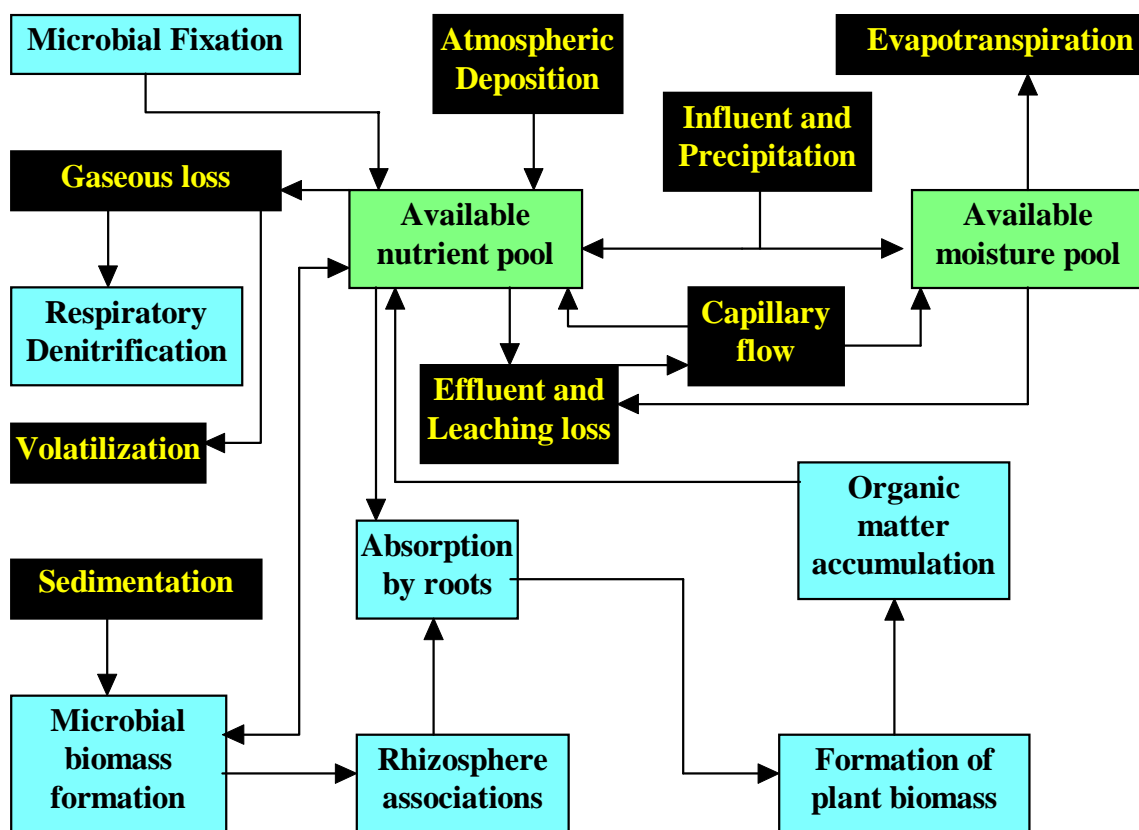 Microbial Fixation
Atmospheric
Deposition
Evapotranspiration
Influent and
Precipitation
Gaseous loss
Available
nutrient pool
Available
moisture pool
Respiratory
Denitrification
Capillary
flow
Effluent and
Leaching loss
Volatilization
Organic
matter
accumulation
Absorption
by roots
Sedimentation
Microbial
biomass
formation
Rhizosphere
associations
Formation of
plant biomass